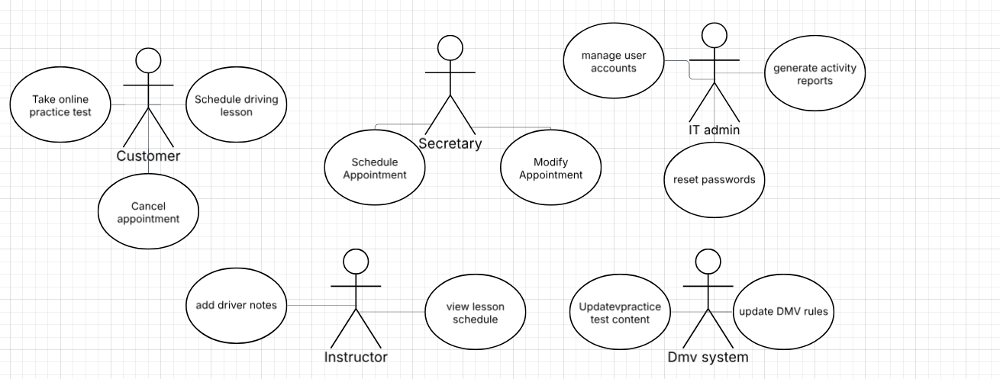 Take online
practice test
Schedule driving
lesson
Customer
Cancel
appointment
Secretary
Schedule
Appointment
Modify
Appointment
manage user
accounts
generate activity
reports
IT admin
reset passwords
add driver notes
view lesson
schedule
Instructor
Updatevpractice
test content
update DMV rules
Dmv system